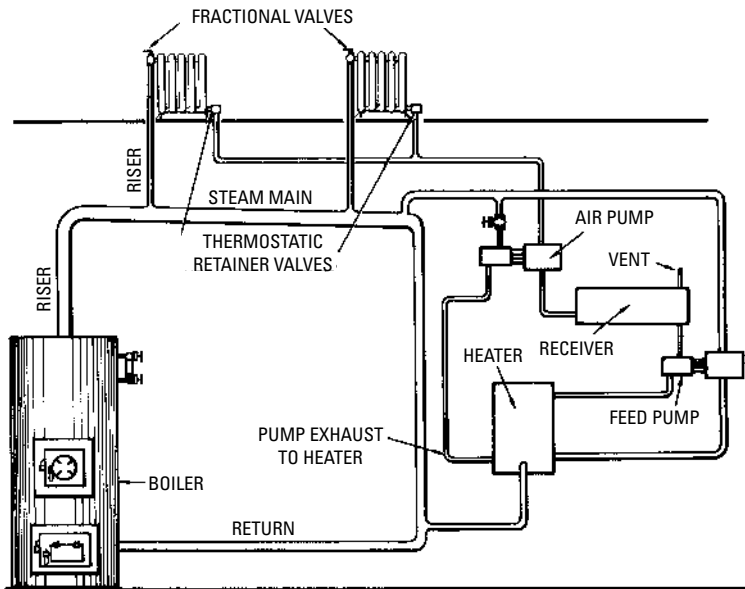 FRACTIONAL VALVES
RISER
STEAM MAIN
THERMOSTATIC
RETAINER VALVES
AIR PUMP
VENT
RISER
RECEIVER
HEATER
FEED PUMP
PUMP EXHAUST
TO HEATER
BOILER
RETURN